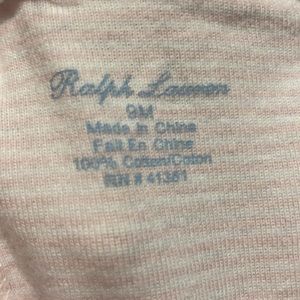 Ralph Lauren
9M
Made In China
Fait En Chine
100% Cotton/Coton
RN # 41381